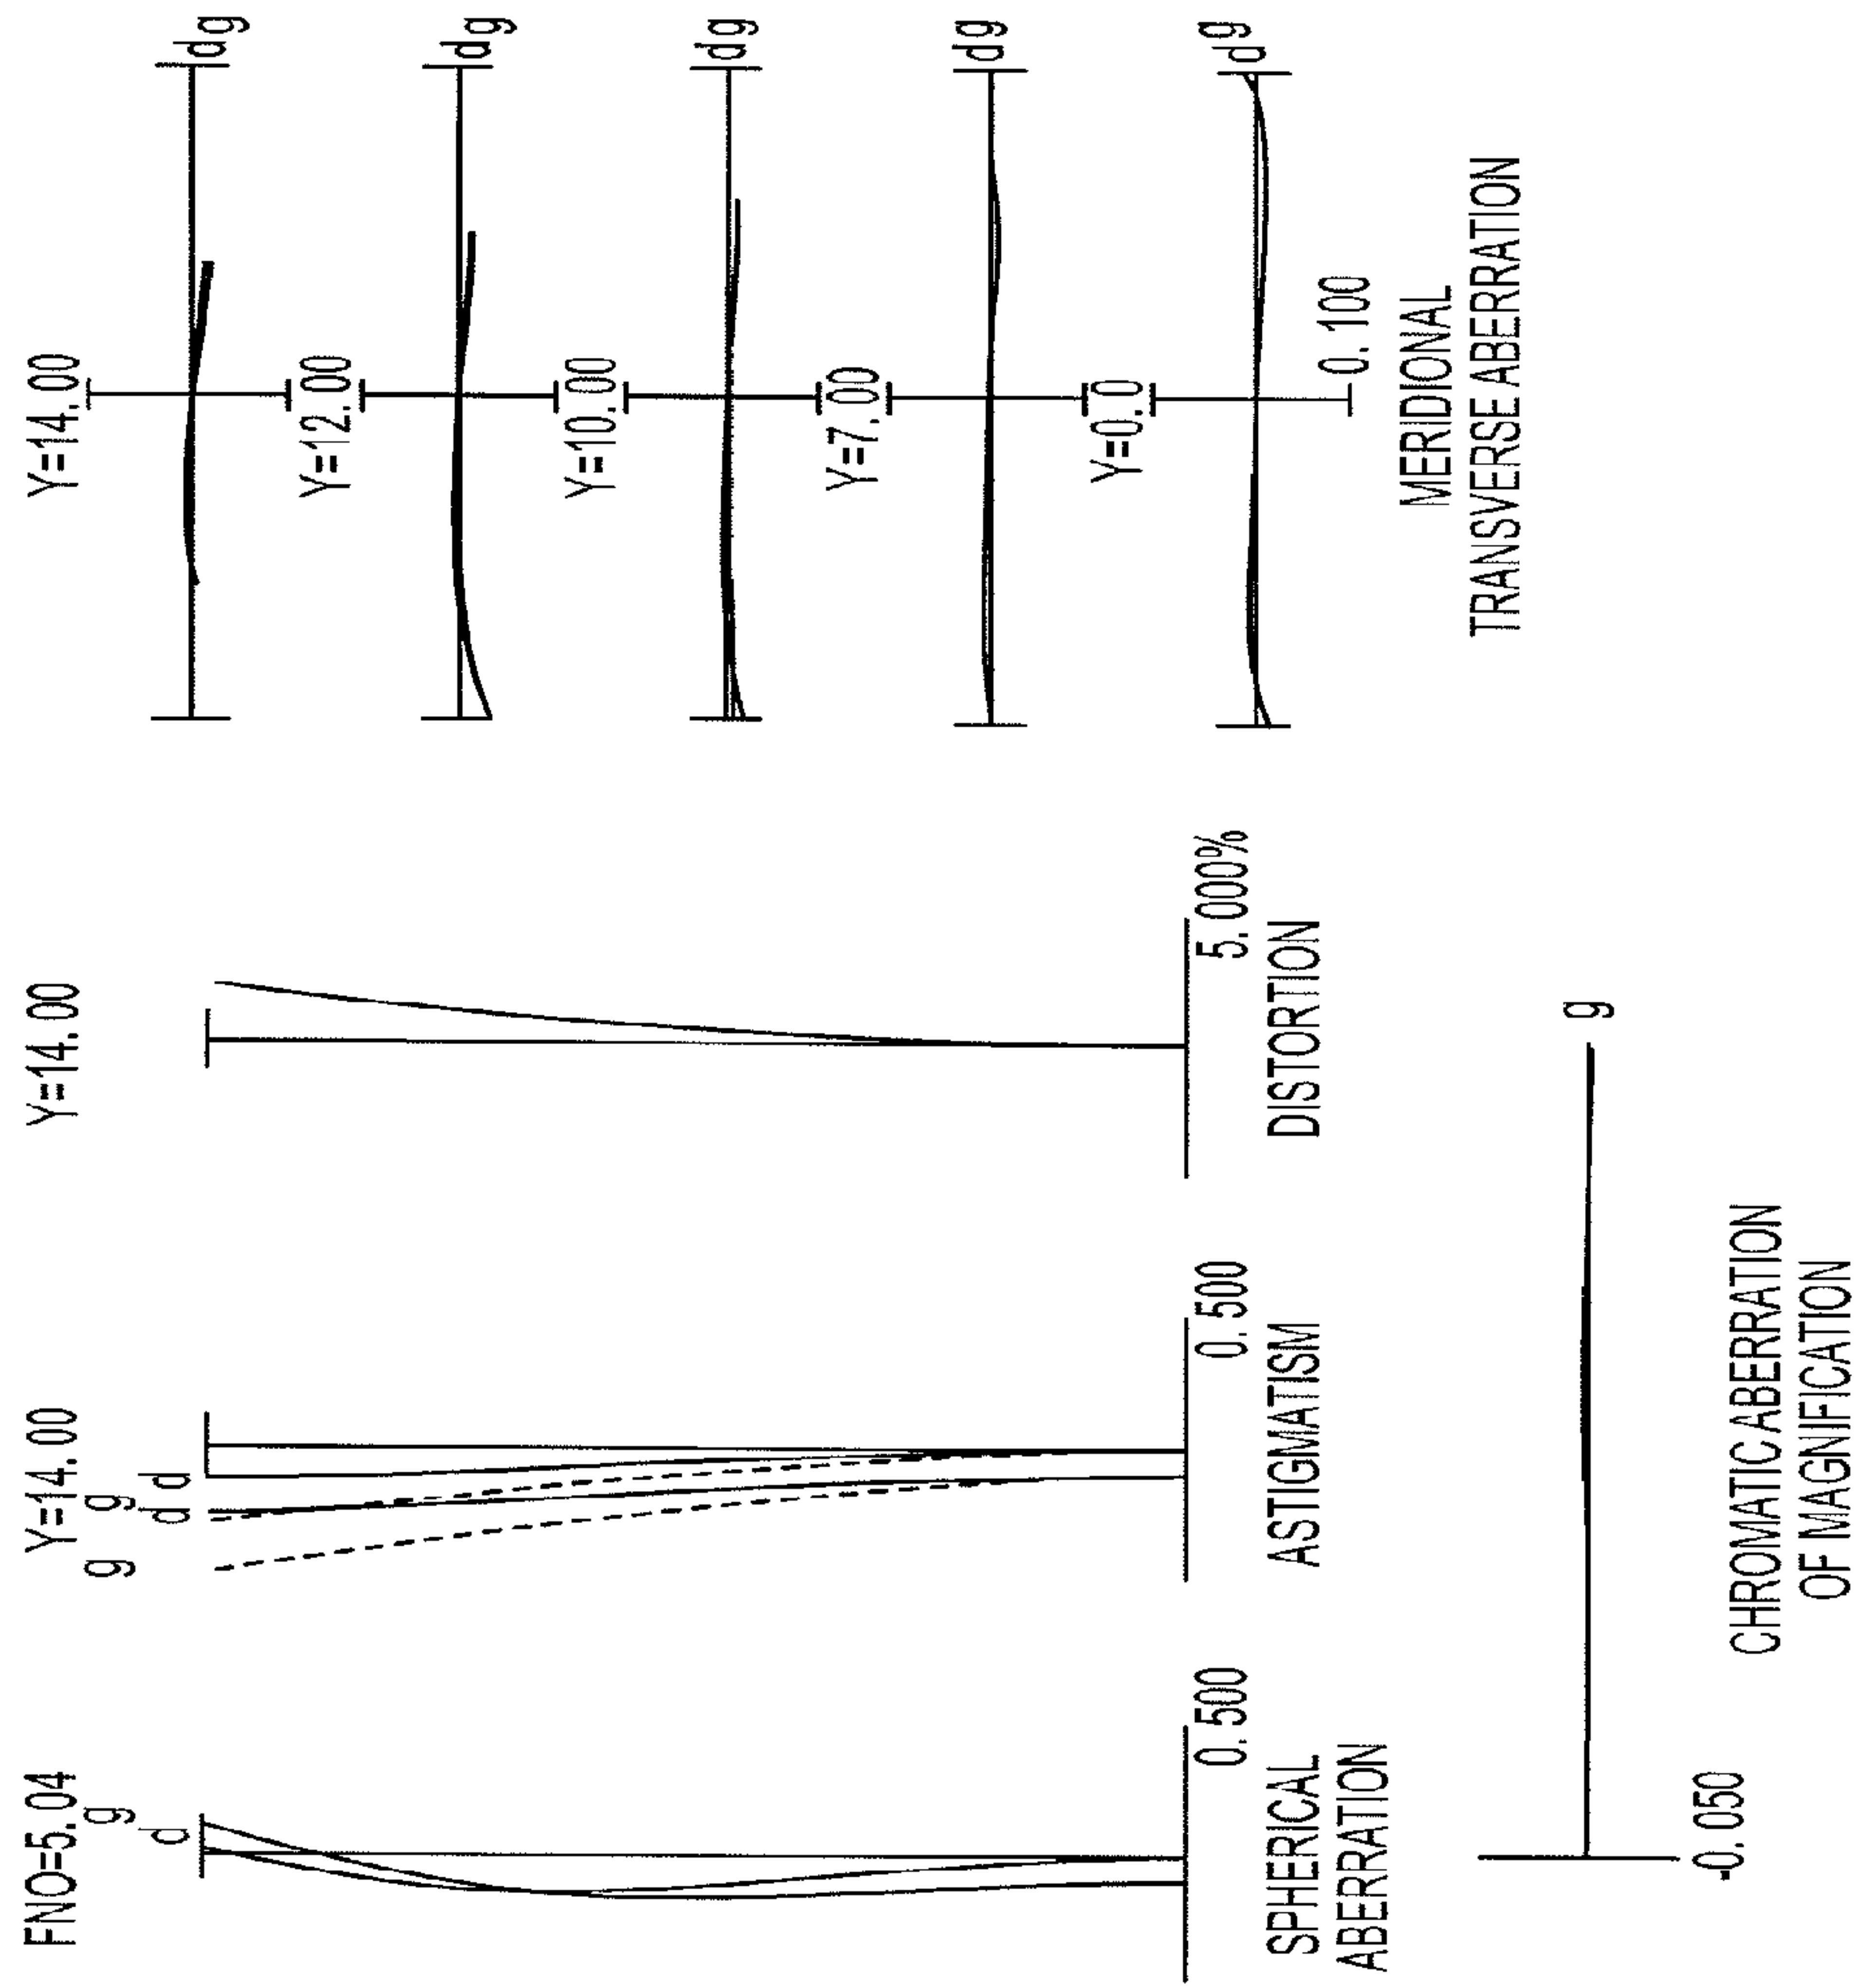 FNO=5.04
g
d
0.500
SPHERICAL
ABERRATION
Y=14.00
g
g
d
d
0.500
ASTIGMATISM
Y=14.00
5.000%
DISTORTION
-0.050
g
CHROMATIC ABERRATION
OF MAGNIFICATION
Y=14.00
dg
Y=12.00
dg
Y=10.00
dg
Y=7.00
dg
Y=0.0
dg
0.100
MERIDIONAL
TRANSVERSE ABERRATION